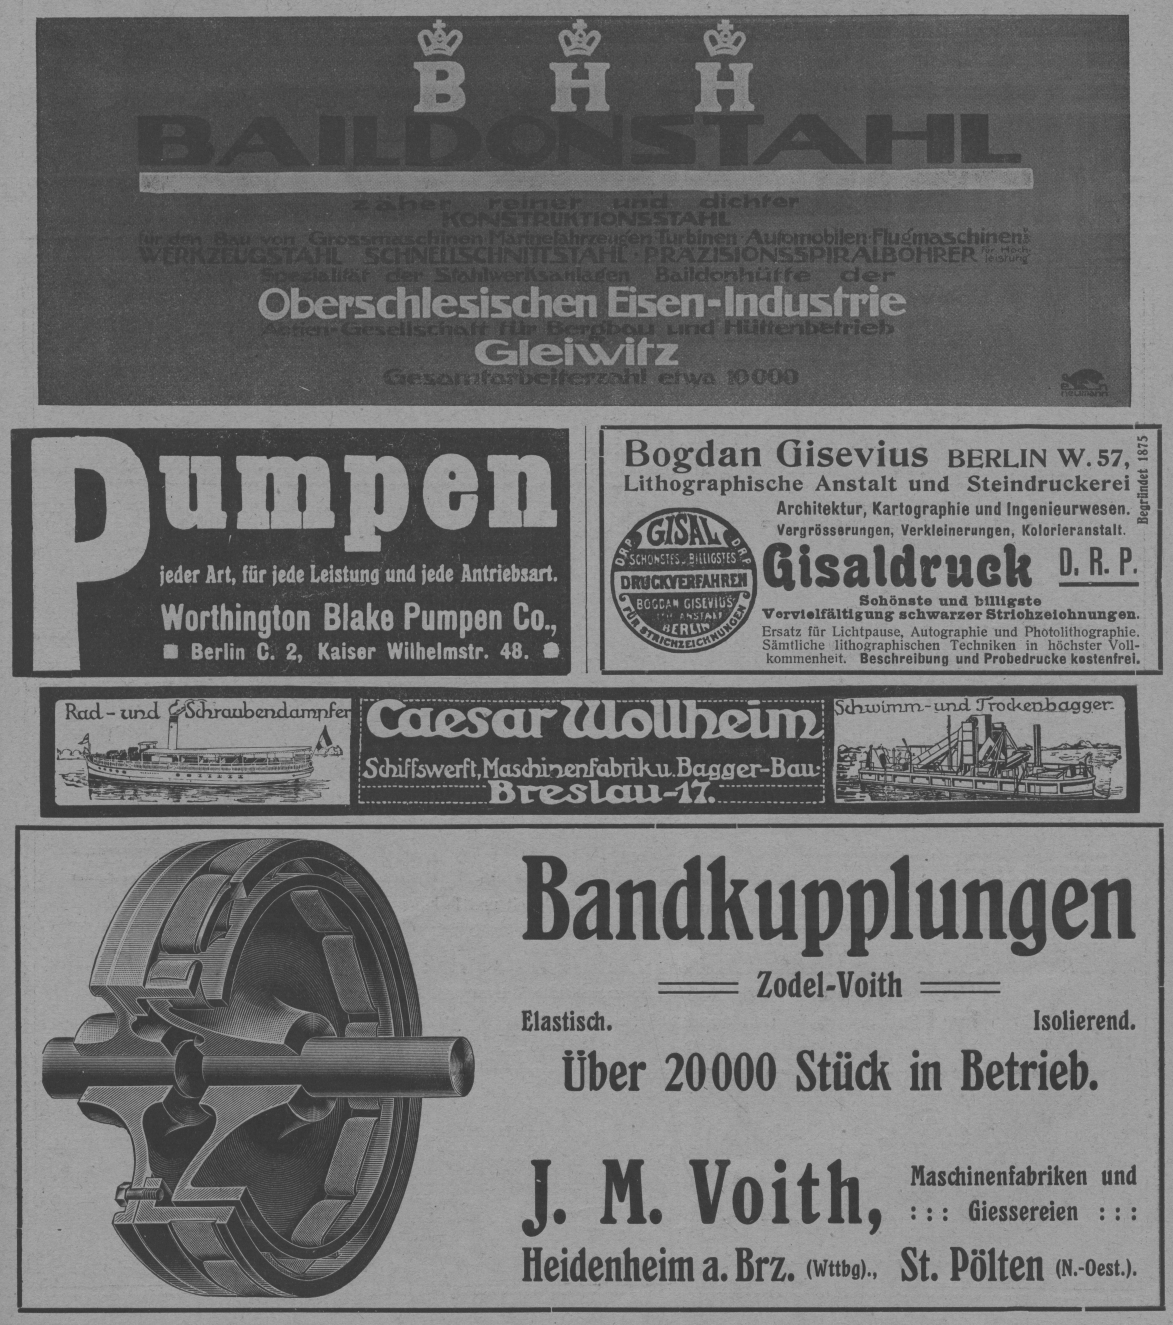 B H H
BAILDONSTAHL
zäher reiner und dichter
KONSTRUKTIONSSTAHL
für den Bau von Grossmaschinen Marinefahrzeugen Turbinen Automobilen Flugmaschinen
WERKZEUGSTAHL SCHNELLSCHNITTSTAHL · PRÄZISIONSSPIRALBOHRER
Spezialität der Stahlwerksanlagen Baildonhütte der
Oberschlesischen Eisen-Industrie
Actien-Gesellschaft für Bergbau und Hüttenbetrieb
Gleiwitz
Gesamtarbeiterzahl etwa 10000
Pumpen
jeder Art, für jede Leistung und jede Antriebsart.
Worthington Blake Pumpen Co.,
Berlin C. 2, Kaiser Wilhelmstr. 48.
Bogdan Gisevius BERLIN W. 57,
Lithographische Anstalt und Steindruckerei
Begründet 1875
Architektur, Kartographie und Ingenieurwesen.
Vergrösserungen, Verkleinerungen, Kolorieranstalt.
Gisaldruck D. R. P.
Schönste und billigste
Vervielfältigung schwarzer Strichzeichnungen.
Ersatz für Lichtpause, Autographie und Photolithographie.
Sämtliche lithographischen Techniken in höchster Voll-
kommenheit. Beschreibung und Probedrucke kostenfrei.
D.R.P. GISAL D.R.P.
SCHÖNSTES u. BILLIGSTES
DRUCKVERFAHREN
BOGDAN GISEVIUS
LITH. ANSTALT
BERLIN
FÜR STRICHZEICHNUNGEN
Rad- und Schraubendampfer
Caesar Wollheim
Schiffswerft, Maschinenfabrik u. Bagger-Bau.
Breslau-17.
Schwimm- und Trockenbagger.
Bandkupplungen
Zodel-Voith
Elastisch. Isolierend.
Über 20000 Stück in Betrieb.
J. M. Voith, Maschinenfabriken und
: : : Giessereien : : :
Heidenheim a. Brz. (Wttbg)., St. Pölten (N.-Oest.).